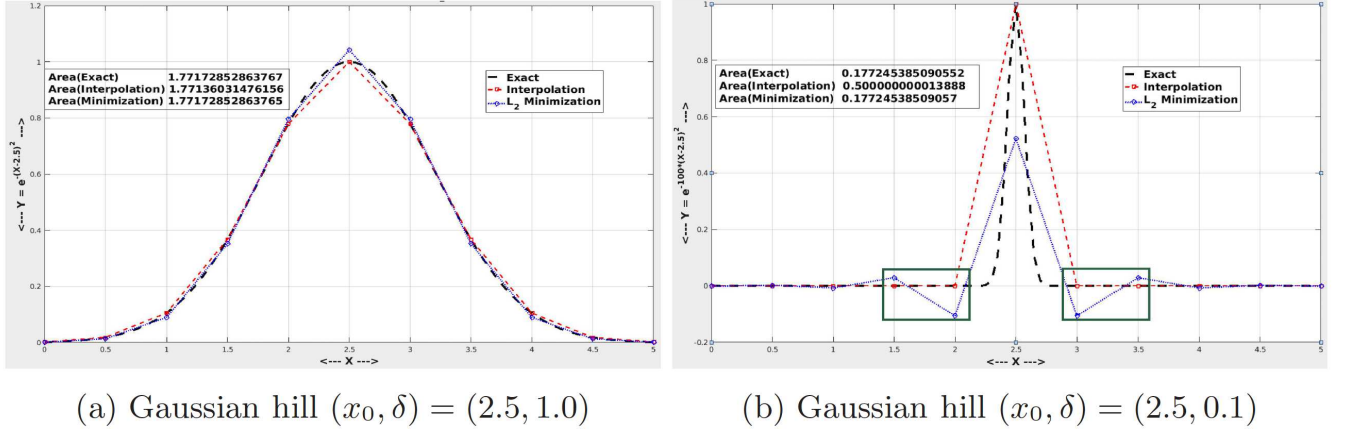 1.2
1
0.8
0.6
0.4
0.2
0
0 0.5 1 1.5 2 2.5 3 3.5 4 4.5 5
<--- X --->
<--- Y = e^-(X-2.5)^2 --->
Area(Exact) 1.77172852863767
Area(Interpolation) 1.77136031476156
Area(Minimization) 1.77172852863765
Exact
Interpolation
L2 Minimization
(a) Gaussian hill (x0, δ) = (2.5, 1.0)
1
0.8
0.6
0.4
0.2
0
-0.2
0 0.5 1 1.5 2 2.5 3 3.5 4 4.5 5
<--- X --->
<--- Y = e^-100*(X-2.5)^2 --->
Area(Exact) 0.177245385090552
Area(Interpolation) 0.500000000013888
Area(Minimization) 0.17724538509057
Exact
Interpolation
L2 Minimization
(b) Gaussian hill (x0, δ) = (2.5, 0.1)